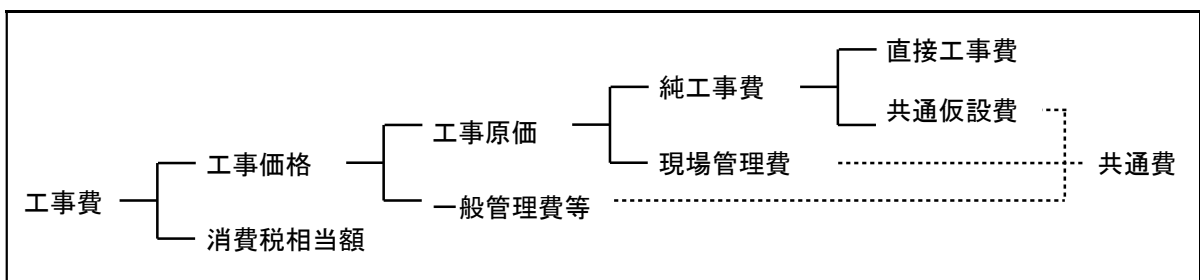 直接工事費
純工事費
共通仮設費
工事原価
工事価格
現場管理費
共通費
工事費
一般管理費等
消費税相当額